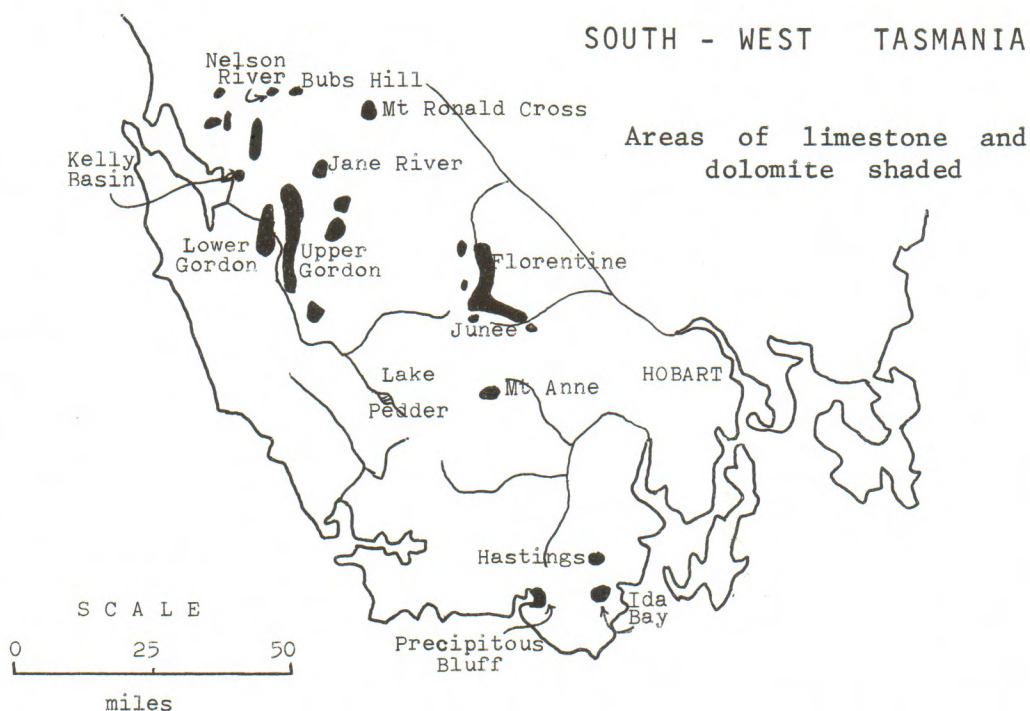 SOUTH - WEST TASMANIA
Areas of limestone and
dolomite shaded
Nelson
River
Bubs Hill
Mt Ronald Cross
Kelly
Basin
Jane River
Lower
Gordon
Upper
Gordon
Florentine
Junee
Lake
Pedder
Mt Anne
HOBART
Hastings
Ida
Bay
Precipitous
Bluff
SCALE
0 25 50
miles